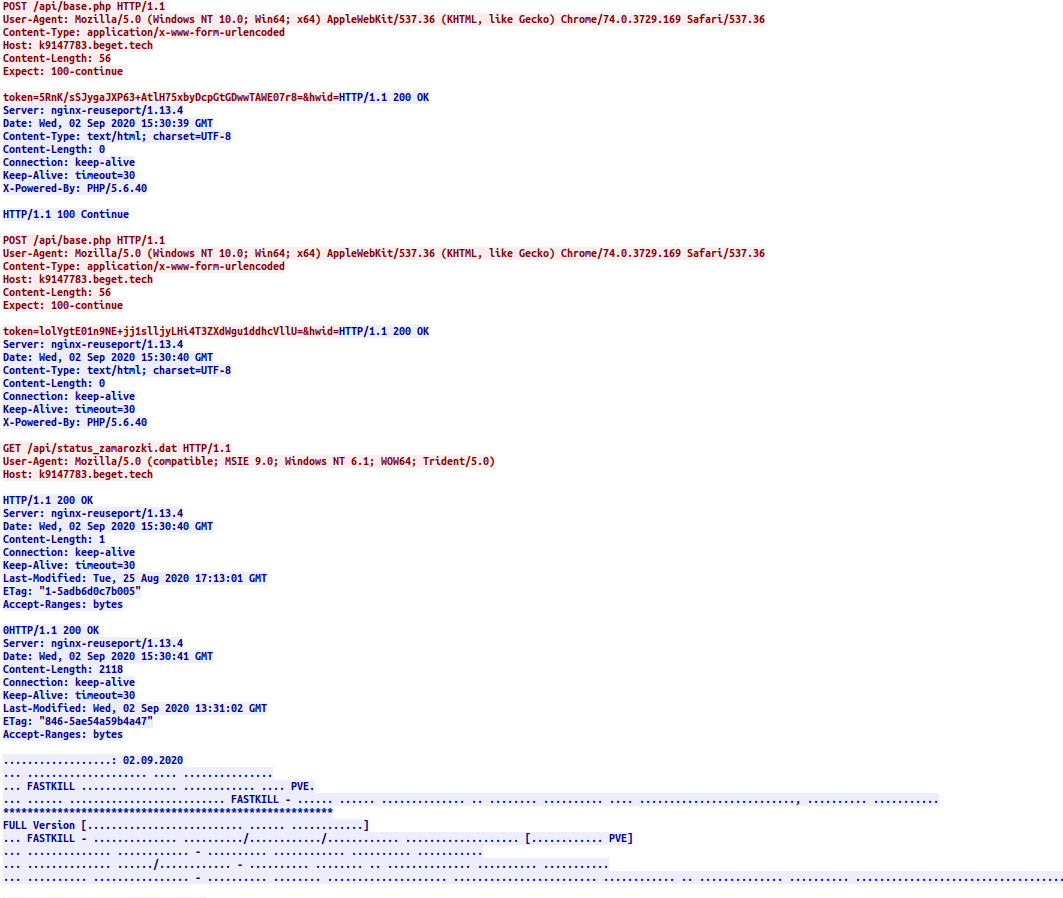 POST /api/base.php HTTP/1.1
User-Agent: Mozilla/5.0 (Windows NT 10.0; Win64; x64) AppleWebKit/537.36 (KHTML, like Gecko) Chrome/74.0.3729.169 Safari/537.36
Content-Type: application/x-www-form-urlencoded
Host: k9147783.beget.tech
Content-Length: 56
Expect: 100-continue
token=5RnK/sSJygaJXP63+AtlH75xbyDcpGtGDwwTAWE07r8=&hwid=HTTP/1.1 200 OK
Server: nginx-reuseport/1.13.4
Date: Wed, 02 Sep 2020 15:30:39 GMT
Content-Type: text/html; charset=UTF-8
Content-Length: 0
Connection: keep-alive
Keep-Alive: timeout=30
X-Powered-By: PHP/5.6.40
HTTP/1.1 100 Continue
POST /api/base.php HTTP/1.1
User-Agent: Mozilla/5.0 (Windows NT 10.0; Win64; x64) AppleWebKit/537.36 (KHTML, like Gecko) Chrome/74.0.3729.169 Safari/537.36
Content-Type: application/x-www-form-urlencoded
Host: k9147783.beget.tech
Content-Length: 56
Expect: 100-continue
token=lolYgtE01n9NE+jj1slljyLHi4T3ZXdWgu1ddhcVllU=&hwid=HTTP/1.1 200 OK
Server: nginx-reuseport/1.13.4
Date: Wed, 02 Sep 2020 15:30:40 GMT
Content-Type: text/html; charset=UTF-8
Content-Length: 0
Connection: keep-alive
Keep-Alive: timeout=30
X-Powered-By: PHP/5.6.40
GET /api/status_zamarozki.dat HTTP/1.1
User-Agent: Mozilla/5.0 (compatible; MSIE 9.0; Windows NT 6.1; WOW64; Trident/5.0)
Host: k9147783.beget.tech
HTTP/1.1 200 OK
Server: nginx-reuseport/1.13.4
Date: Wed, 02 Sep 2020 15:30:40 GMT
Content-Length: 1
Connection: keep-alive
Keep-Alive: timeout=30
Last-Modified: Tue, 25 Aug 2020 17:13:01 GMT
ETag: "1-5adb6d0c7b005"
Accept-Ranges: bytes
0HTTP/1.1 200 OK
Server: nginx-reuseport/1.13.4
Date: Wed, 02 Sep 2020 15:30:41 GMT
Content-Length: 2118
Connection: keep-alive
Keep-Alive: timeout=30
Last-Modified: Wed, 02 Sep 2020 13:31:02 GMT
ETag: "846-5ae54a59b4a47"
Accept-Ranges: bytes
..................: 02.09.2020
... .................... .... ...............
... FASTKILL ................ ............ .... PVE.
... ...... .......................... FASTKILL - ...... ...... .............. .. ........ .......... .... .........................., .......... ...........
*******************************************************
FULL Version [.......................... ...... ............]
... FASTKILL - .............. ........../............/............ .................... [............ PVE]
... .............. ............ - .......... ............ .......... ...........
... .............. ....../............ - .......... ........ .. .............. .......... ...........
... .......... ................ - .......... ........ .................... ........................ ............ .. .............. .......... ...................................